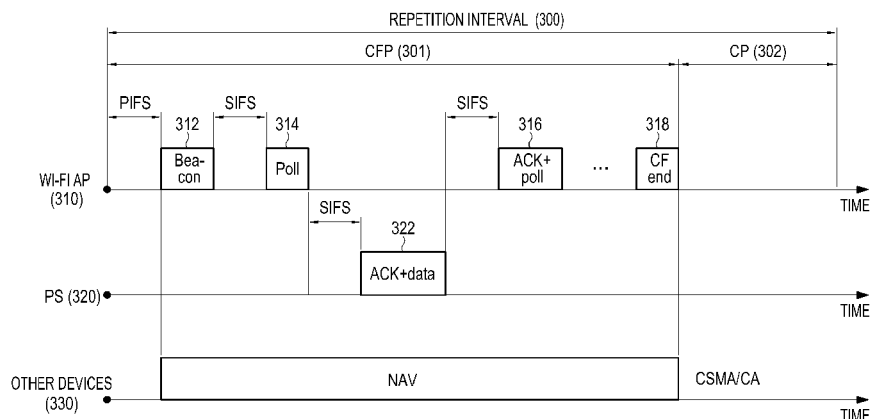 REPETITION INTERVAL (300)
CFP (301)
CP (302)
PIFS
SIFS
SIFS
312
314
316
318
Bea-
con
Poll
ACK+
poll
...
CF
end
WI-FI AP
(310)
TIME
SIFS
322
ACK+data
PS (320)
TIME
NAV
CSMA/CA
OTHER DEVICES
(330)
TIME